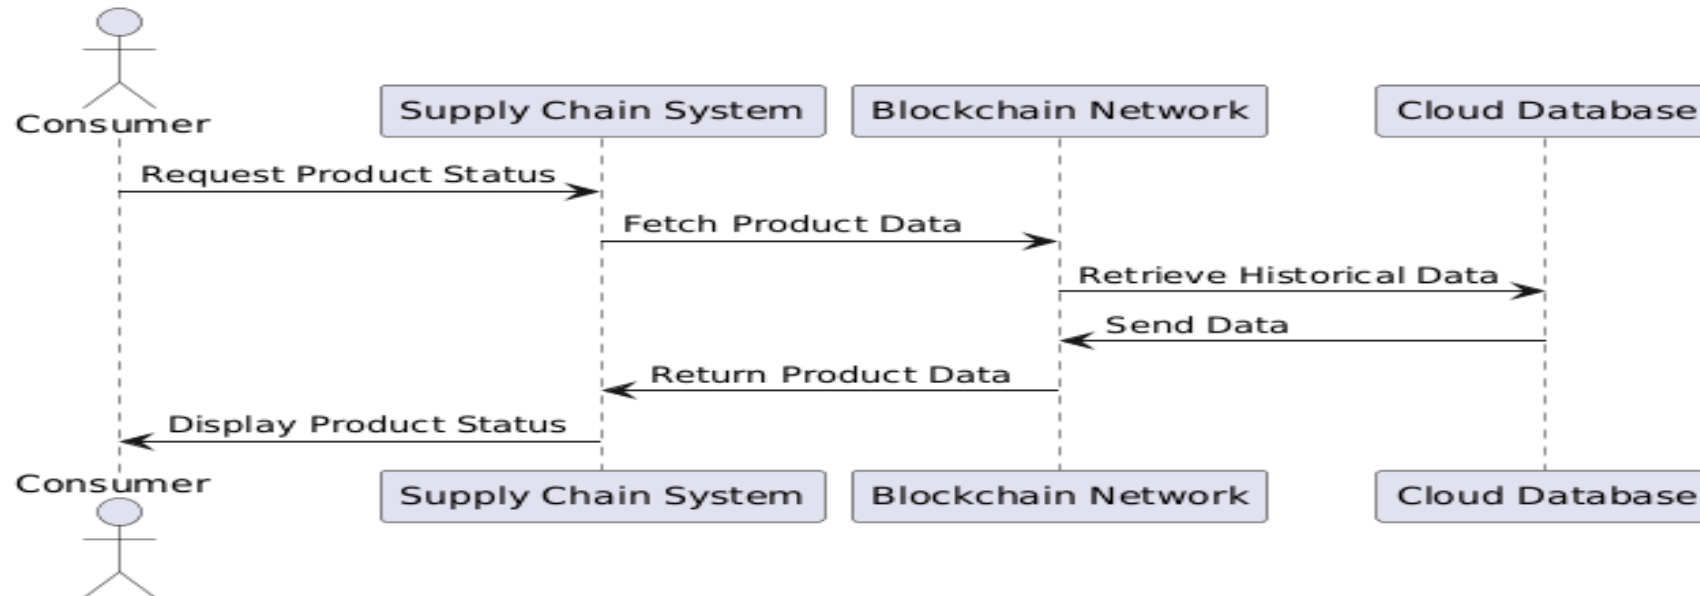 Consumer
Supply Chain System
Blockchain Network
Cloud Database
Request Product Status
Fetch Product Data
Retrieve Historical Data
Send Data
Return Product Data
Display Product Status
Consumer
Supply Chain System
Blockchain Network
Cloud Database